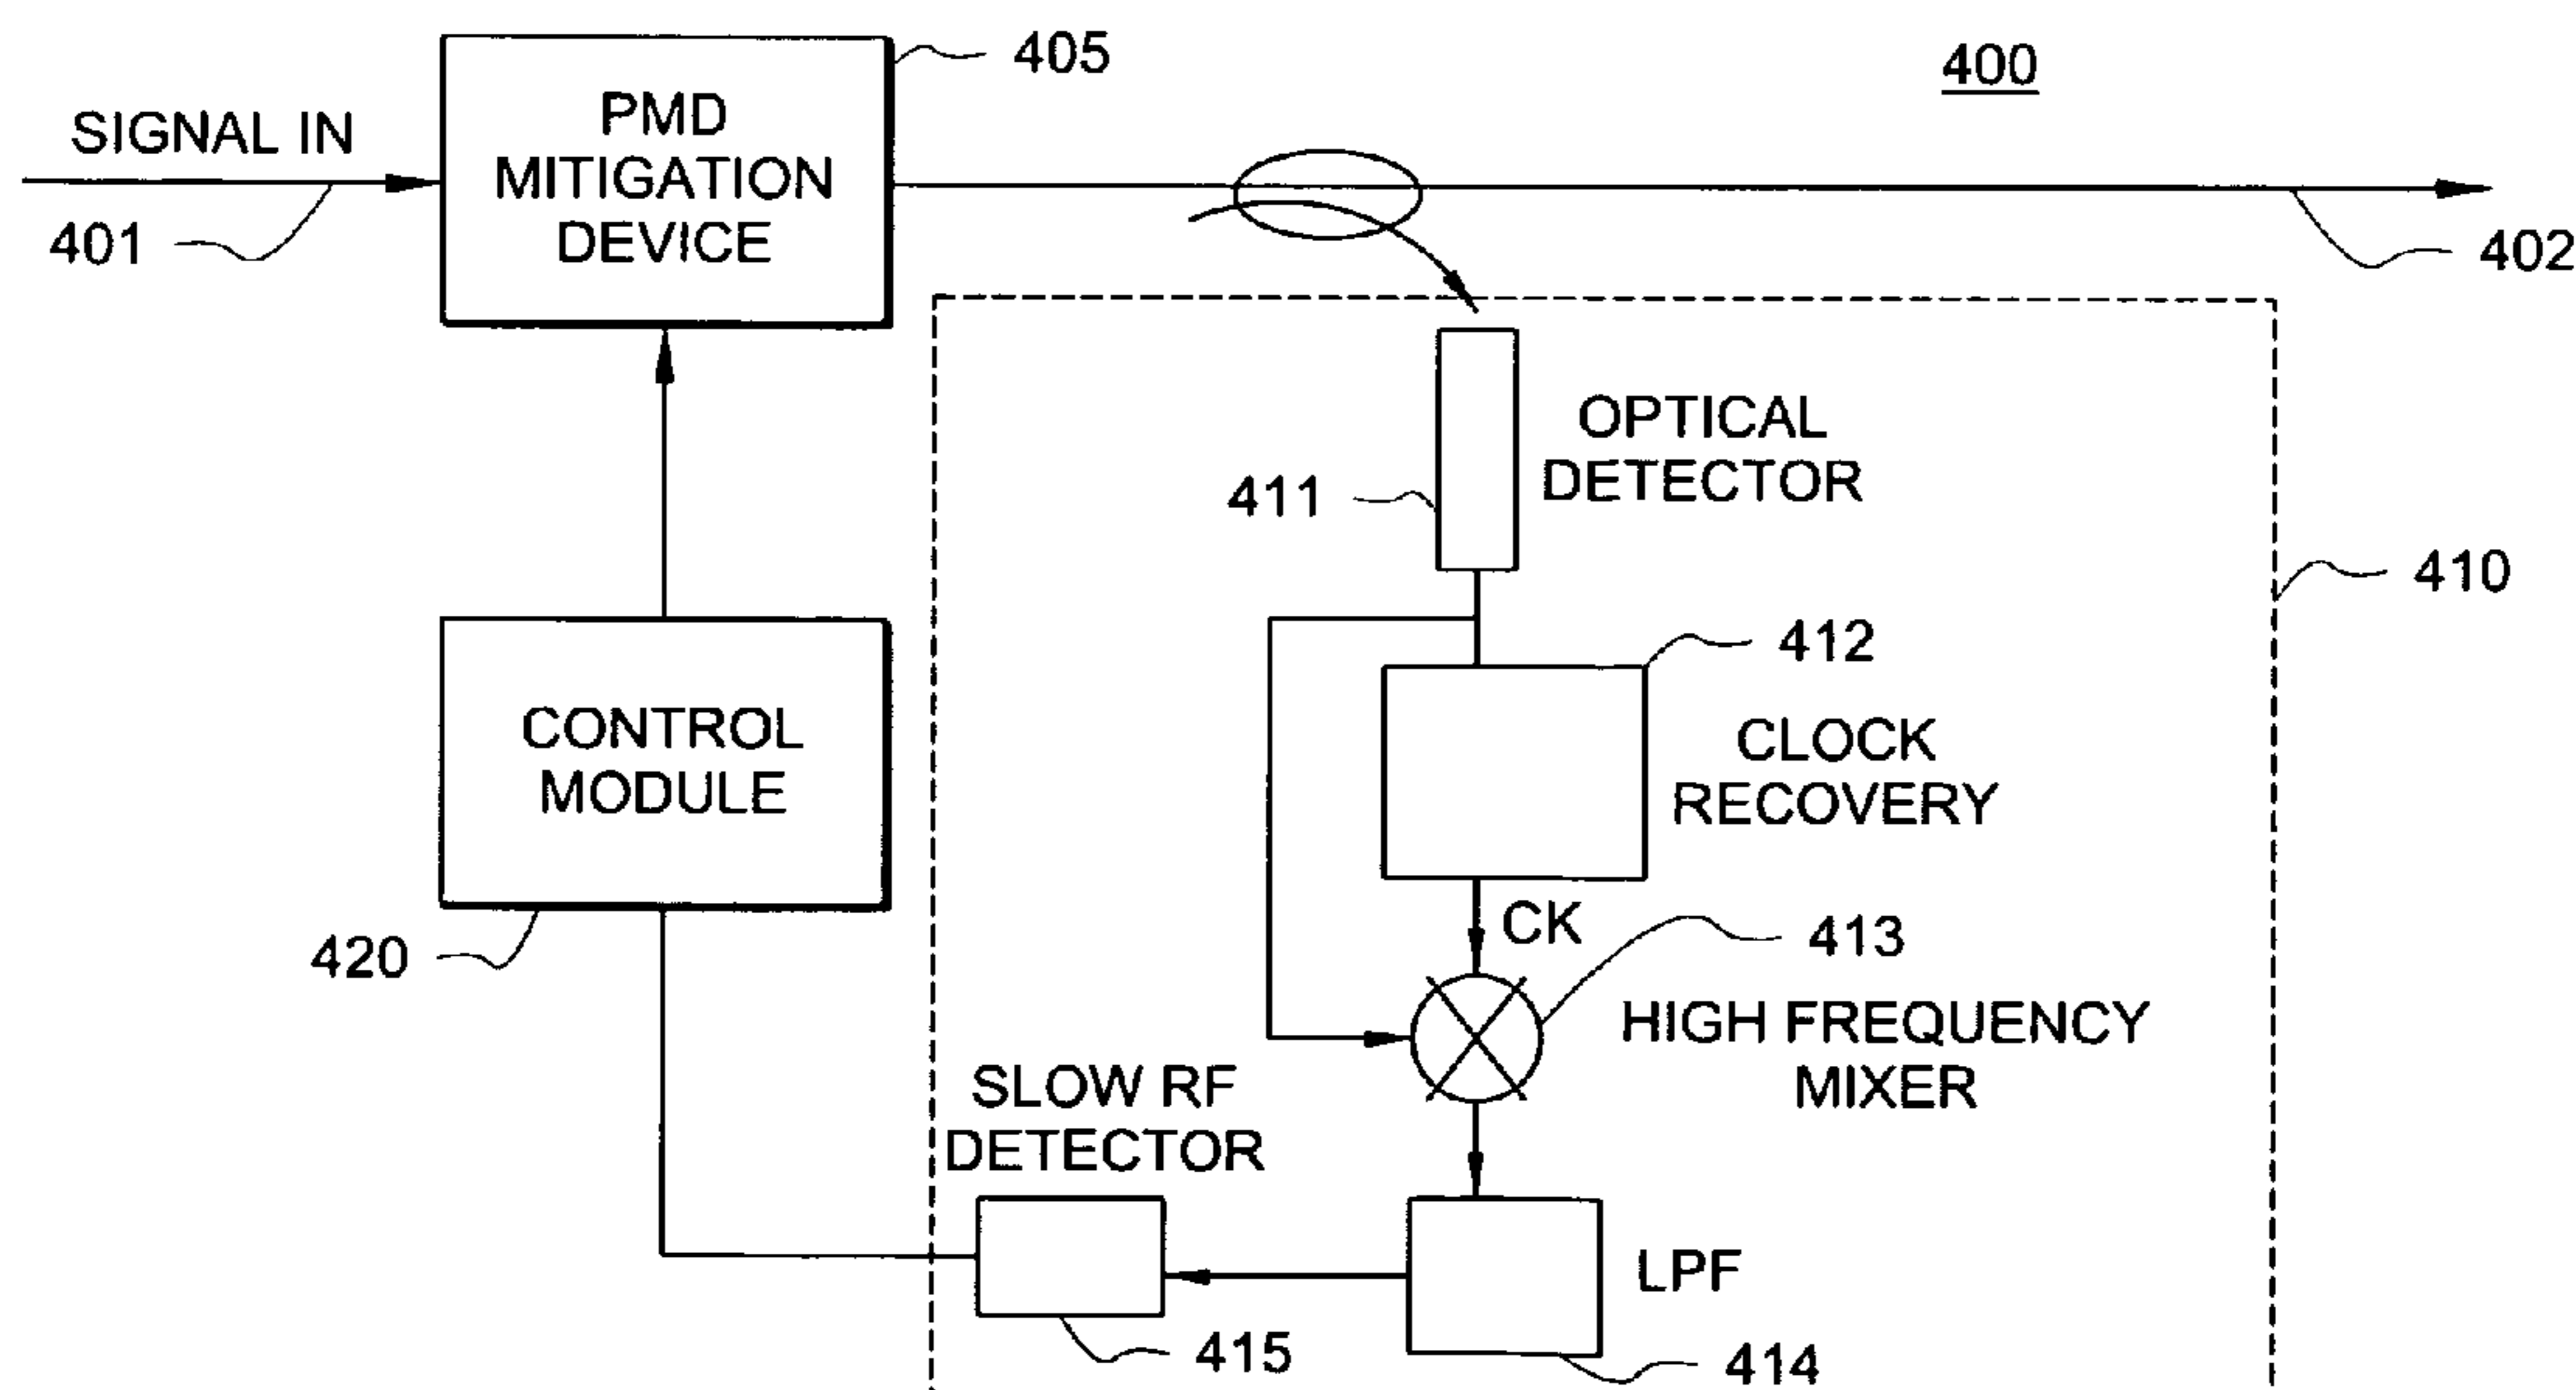 405
400
SIGNAL IN
PMD
MITIGATION
DEVICE
401
402
OPTICAL
DETECTOR
411
410
412
CONTROL
MODULE
CLOCK
RECOVERY
CK
413
420
HIGH FREQUENCY
MIXER
SLOW RF
DETECTOR
LPF
415
414